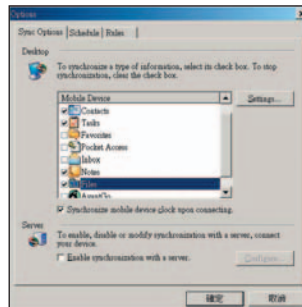 Options
Sync Options Schedule Rules
Desktop
To synchronize a type of information, select its check box. To stop
synchronization, clear the check box.
Mobile Device
Settings...
Contacts
Tasks
Favorites
Pocket Access
Inbox
Notes
Files
AvantGo
Synchronize mobile device clock upon connecting.
Server
To enable, disable or modify synchronization with a server, connect
your device.
Enable synchronization with a server.
Configure...
確定 取消